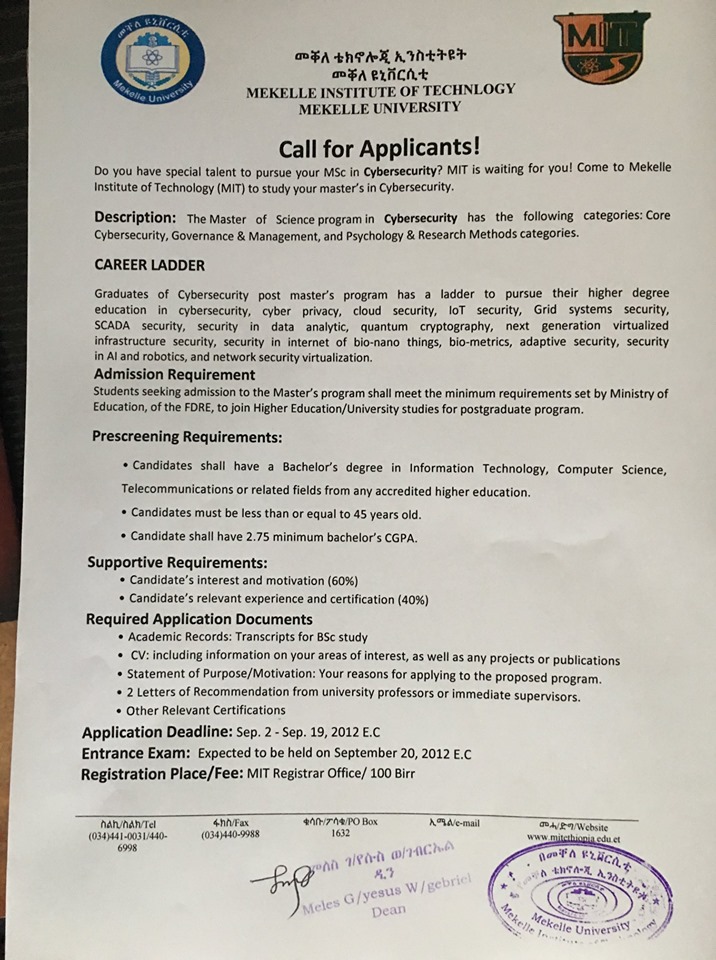 መቐለ ዩኒቨርሲቲ
Mekelle University
MIT
መቐለ ቴክኖሎጂ ኢንስቲትዩት
መቐለ ዩኒቨርሲቲ
MEKELLE INSTITUTE OF TECHNLOGY
MEKELLE UNIVERSITY
Call for Applicants!
Do you have special talent to pursue your MSc in Cybersecurity? MIT is waiting for you! Come to Mekelle
Institute of Technology (MIT) to study your master's in Cybersecurity.
Description: The Master of Science program in Cybersecurity has the following categories: Core
Cybersecurity, Governance & Management, and Psychology & Research Methods categories.
CAREER LADDER
Graduates of Cybersecurity post master's program has a ladder to pursue their higher degree
education in cybersecurity, cyber privacy, cloud security, IoT security, Grid systems security,
SCADA security, security in data analytic, quantum cryptography, next generation virtualized
infrastructure security, security in internet of bio-nano things, bio-metrics, adaptive security, security
in AI and robotics, and network security virtualization.
Admission Requirement
Students seeking admission to the Master's program shall meet the minimum requirements set by Ministry of
Education, of the FDRE, to join Higher Education/University studies for postgraduate program.
Prescreening Requirements:
• Candidates shall have a Bachelor's degree in Information Technology, Computer Science,
Telecommunications or related fields from any accredited higher education.
• Candidates must be less than or equal to 45 years old.
• Candidate shall have 2.75 minimum bachelor's CGPA.
Supportive Requirements:
• Candidate's interest and motivation (60%)
• Candidate's relevant experience and certification (40%)
Required Application Documents
• Academic Records: Transcripts for BSc study
• CV: including information on your areas of interest, as well as any projects or publications
• Statement of Purpose/Motivation: Your reasons for applying to the proposed program.
• 2 Letters of Recommendation from university professors or immediate supervisors.
• Other Relevant Certifications
Application Deadline: Sep. 2 - Sep. 19, 2012 E.C
Entrance Exam: Expected to be held on September 20, 2012 E.C
Registration Place/Fee: MIT Registrar Office/ 100 Birr
ስልኪ/ስልክ/Tel
(034)441-0031/440-
6998
ፋክስ/Fax
(034)440-9988
ቁሳፁ/ፖሳቁ/PO Box
1632
ኢሜል/e-mail
መሓ/ድግ/Website
www.mitethiopia.edu.et
መለስ ገ/የሱስ ወ/ገብርኤል
ዲን
Meles G/yesus W/gebriel
Dean
በመቐለ ዩኒቨርሲቲ
መቐለ ቴክኖሎጂ ኢንስቲትዩት
Mekelle University
Mekelle Institute of Technology